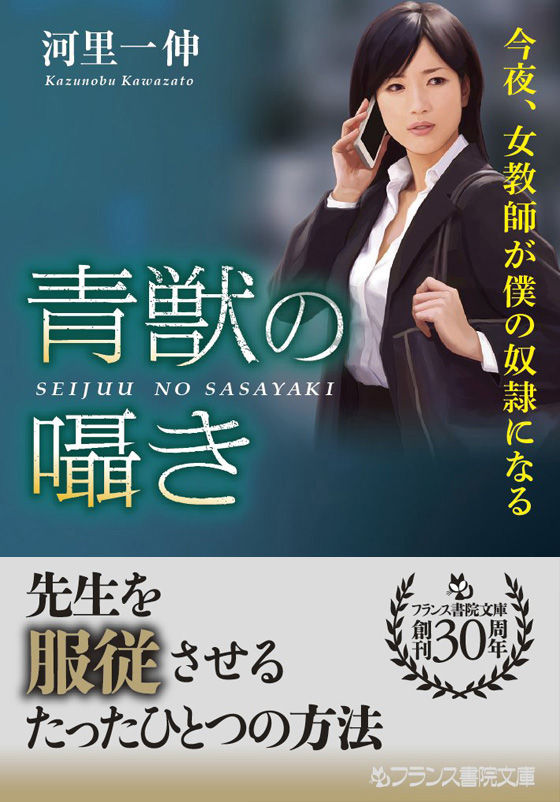 河里一伸
Kazunobu Kawazato
今夜、女教師が僕の奴隷になる
青獣の
SEIJUU NO SASAYAKI
囁き
先生を
服従させる
たったひとつの方法
フランス書院文庫
創刊30周年
フランス書院文庫